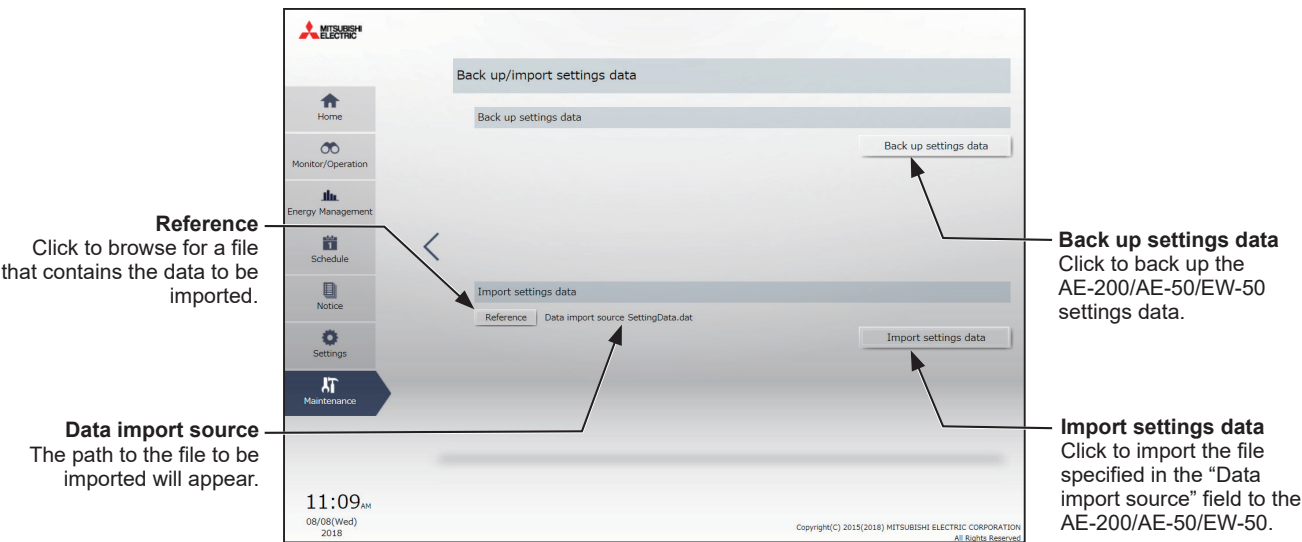 MITSUBISHI
ELECTRIC
Back up/import settings data
Home
Monitor/Operation
Energy Management
1
Schedule
Notice
Settings
Maintenance
11:09AM
08/08(Wed)
2018
Back up settings data
Back up settings data
Import settings data
Reference
Data import source SettingData.dat
Import settings data
Copyright(C) 2015(2018) MITSUBISHI ELECTRIC CORPORATION
All Rights Reserved
Reference
Click to browse for a file
that contains the data to be
imported.
Data import source
The path to the file to be
imported will appear.
Back up settings data
Click to back up the
AE-200/AE-50/EW-50
settings data.
Import settings data
Click to import the file
specified in the “Data
import source” field to the
AE-200/AE-50/EW-50.